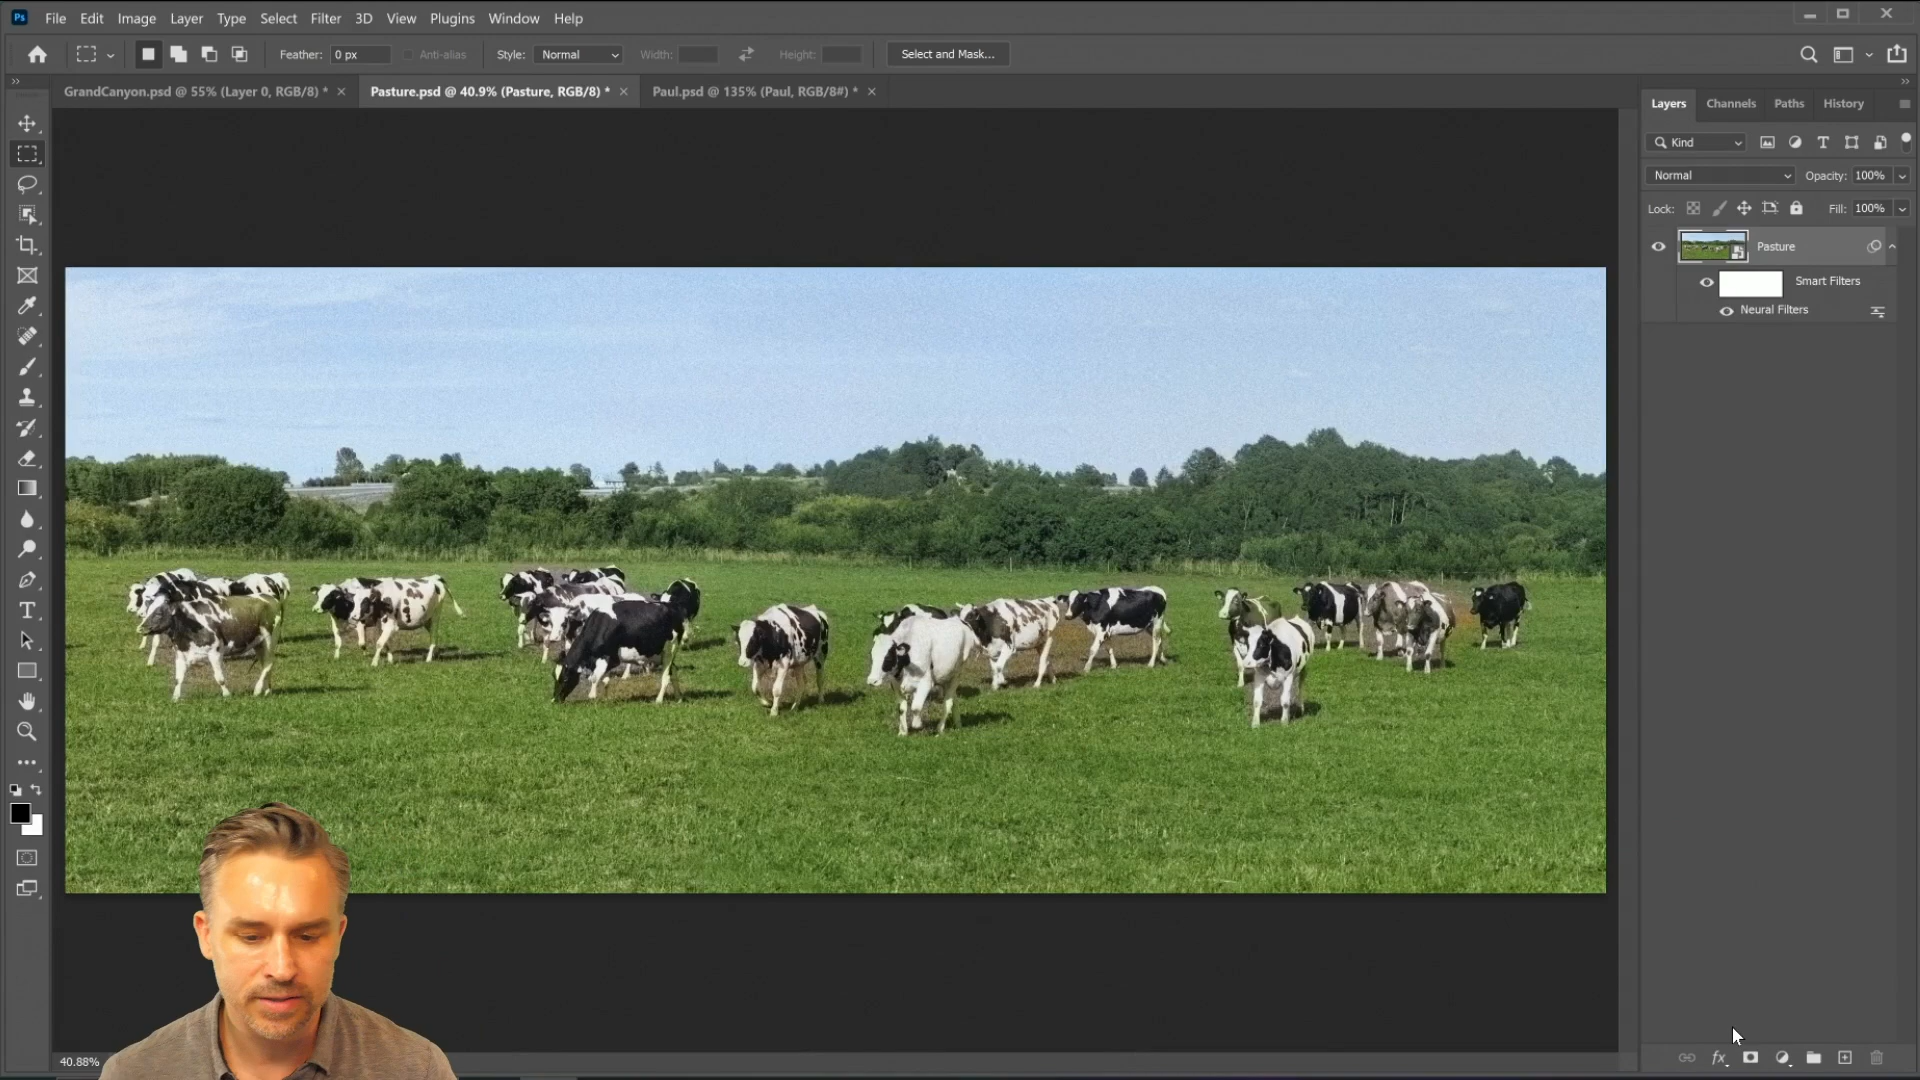 Ps File Edit Image Layer Type Select Filter 3D View Plugins Window Help
Feather: 0 px Anti-alias Style: Normal Width: Height: Select and Mask...
GrandCanyon.psd @ 55% (Layer 0, RGB/8) * Pasture.psd @ 40.9% (Pasture, RGB/8) * Paul.psd @ 135% (Paul, RGB/8#) *
Layers Channels Paths History
Kind
Normal Opacity: 100%
Lock: Fill: 100%
Pasture
Smart Filters
Neural Filters
40.88%
fx